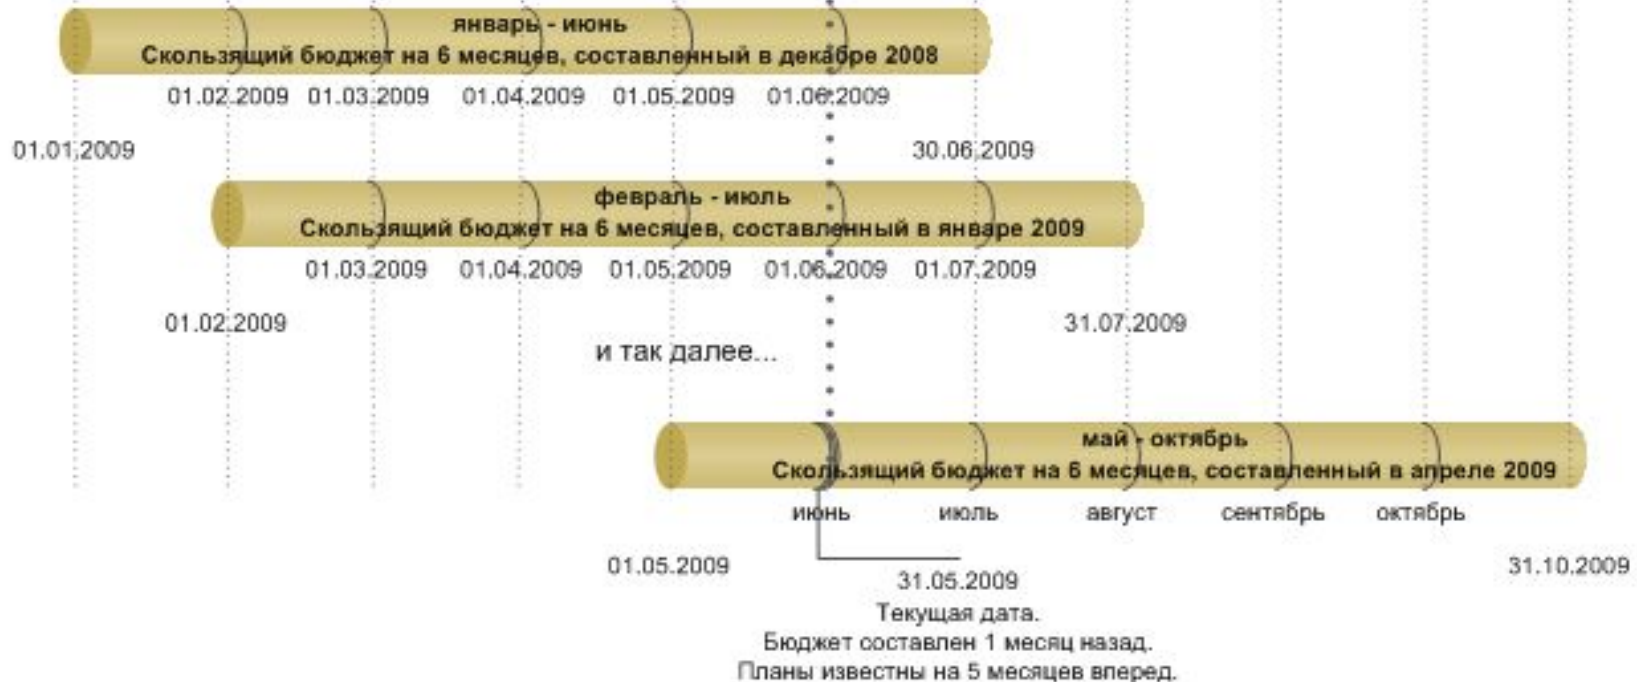 январь - июнь
Скользящий бюджет на 6 месяцев, составленный в декабре 2008
01.02.2009 01.03.2009 01.04.2009 01.05.2009 01.06.2009
01.01.2009 30.06.2009
февраль - июль
Скользящий бюджет на 6 месяцев, составленный в январе 2009
01.03.2009 01.04.2009 01.05.2009 01.06.2009 01.07.2009
01.02.2009 31.07.2009
и так далее...
май - октябрь
Скользящий бюджет на 6 месяцев, составленный в апреле 2009
июнь июль август сентябрь октябрь
01.05.2009 31.10.2009
31.05.2009
Текущая дата.
Бюджет составлен 1 месяц назад.
Планы известны на 5 месяцев вперед.